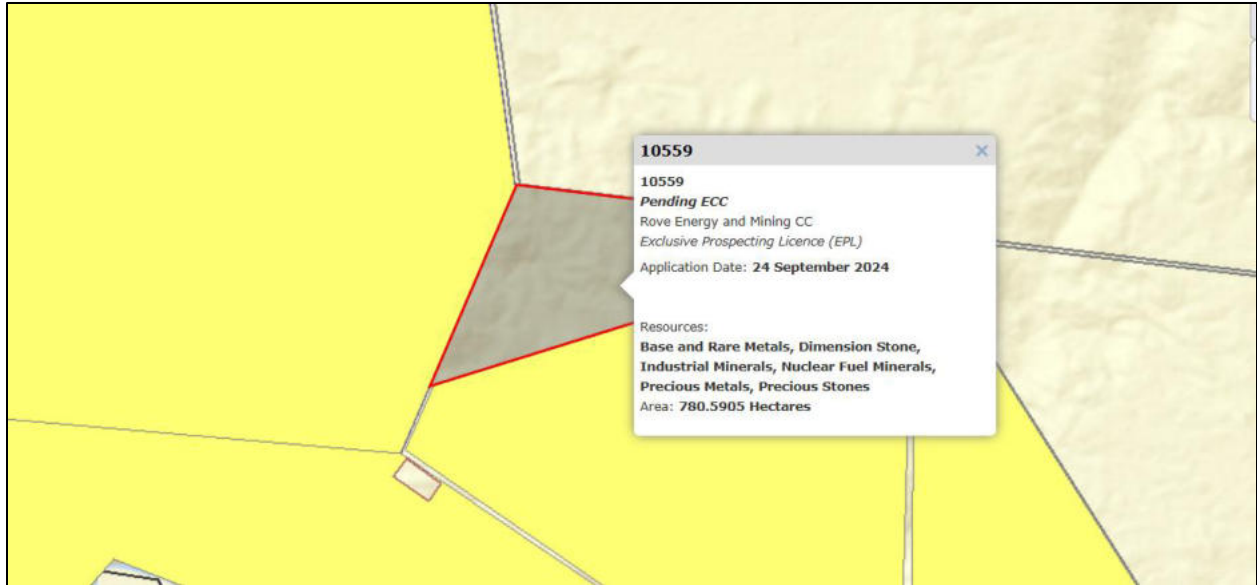 10559
10559
Pending ECC
Rove Energy and Mining CC
Exclusive Prospecting Licence (EPL)
Application Date: 24 September 2024
Resources:
Base and Rare Metals, Dimension Stone,
Industrial Minerals, Nuclear Fuel Minerals,
Precious Metals, Precious Stones
Area: 780.5905 Hectares